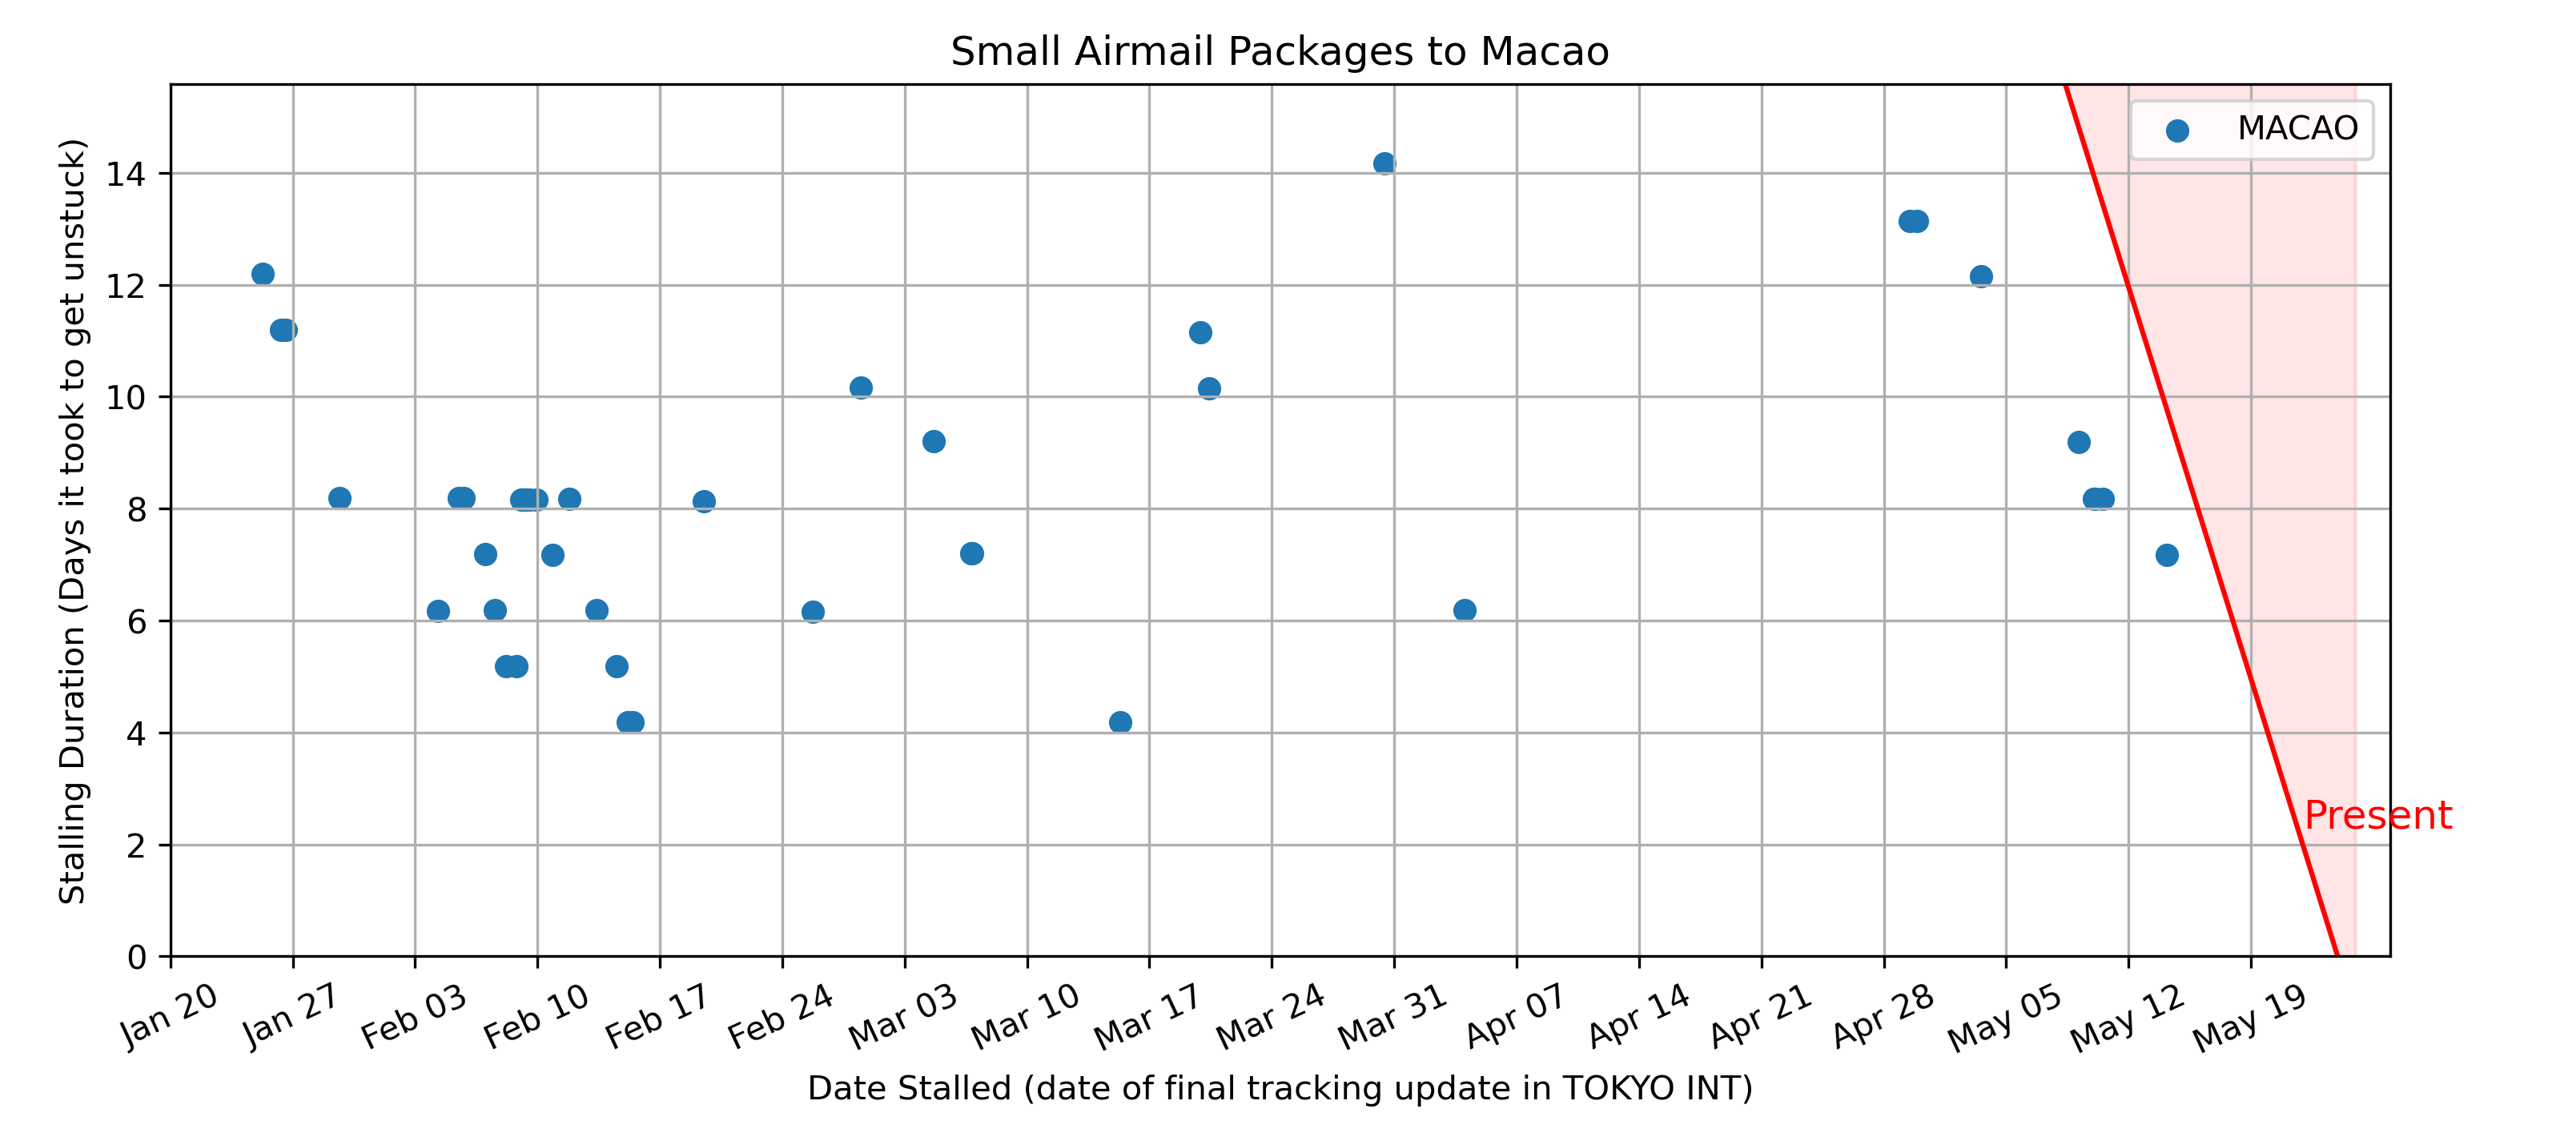 Small Airmail Packages to Macao
MACAO
Stalling Duration (Days it took to get unstuck)
14
12
10
8
6
4
2
0
Present
Jan 20
Jan 27
Feb 03
Feb 10
Feb 17
Feb 24
Mar 03
Mar 10
Mar 17
Mar 24
Mar 31
Apr 07
Apr 14
Apr 21
Apr 28
May 05
May 12
May 19
Date Stalled (date of final tracking update in TOKYO INT)